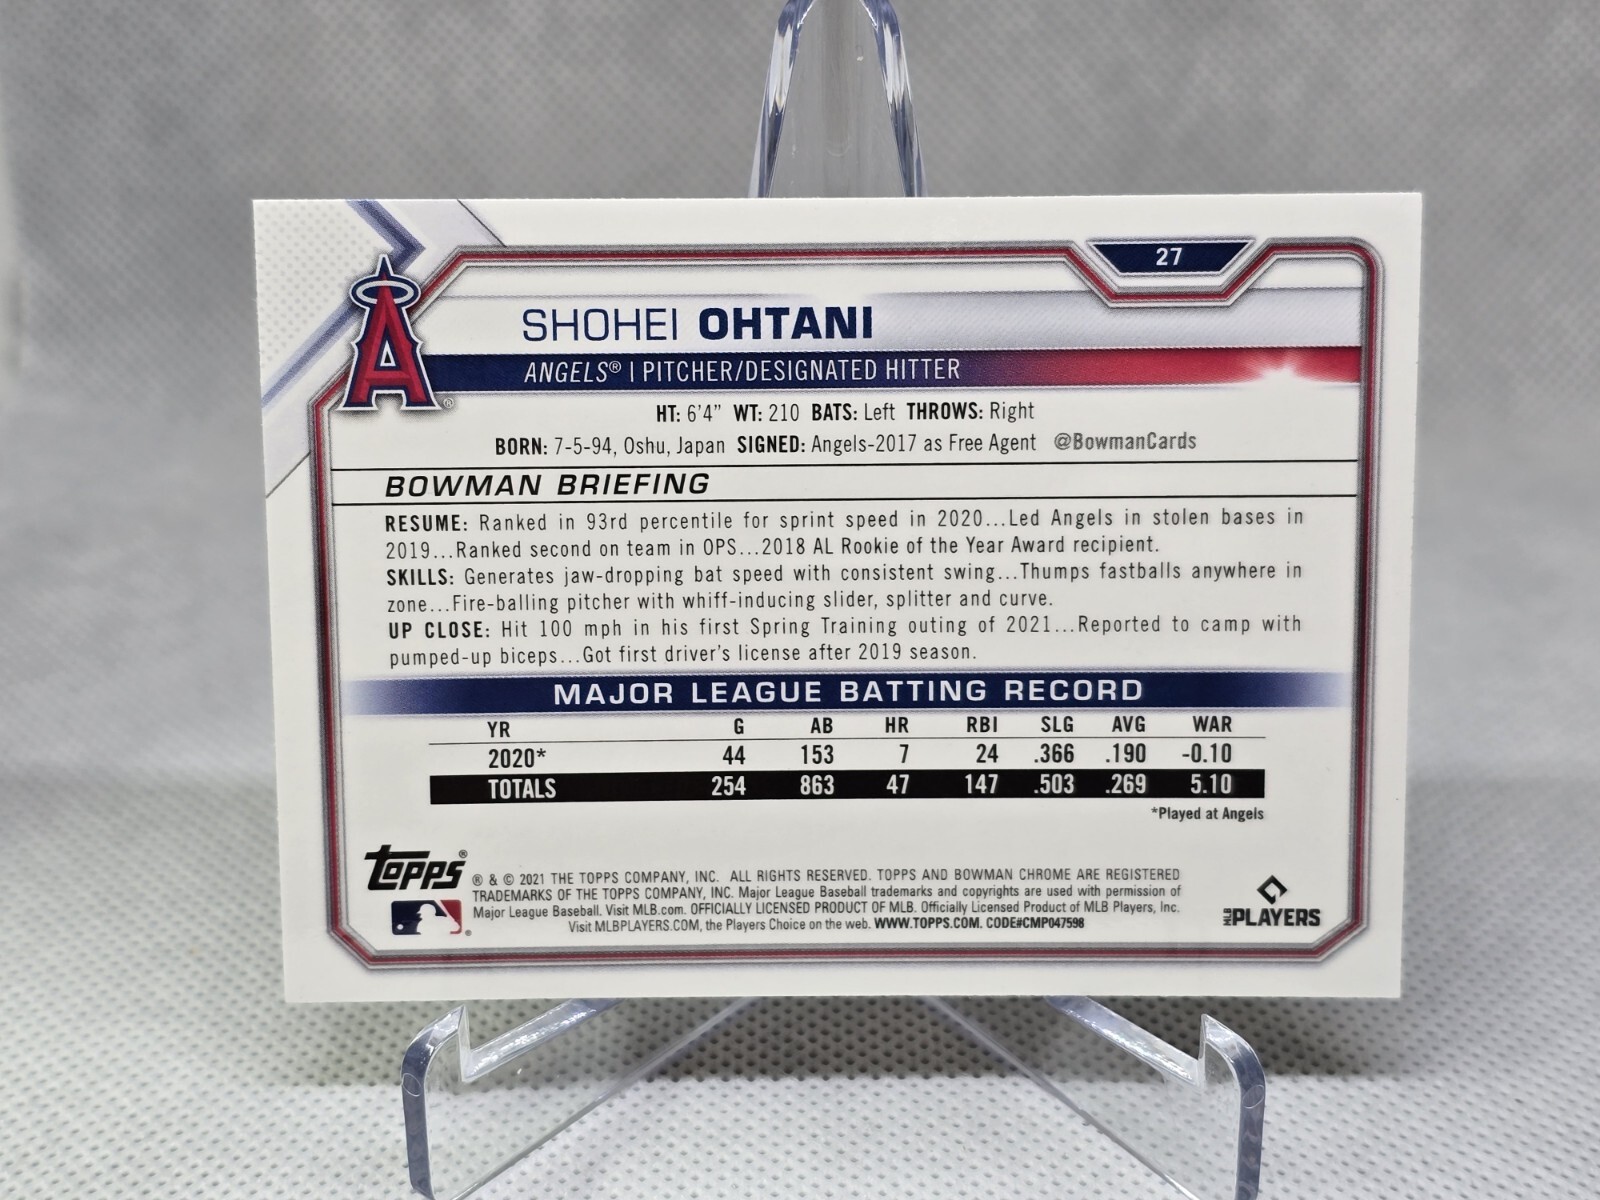 27
SHOHEI OHTANI
ANGELS® | PITCHER/DESIGNATED HITTER
HT: 6'4" WT: 210 BATS: Left THROWS: Right
BORN: 7-5-94, Oshu, Japan SIGNED: Angels-2017 as Free Agent @BowmanCards
BOWMAN BRIEFING
RESUME: Ranked in 93rd percentile for sprint speed in 2020...Led Angels in stolen bases in
2019...Ranked second on team in OPS...2018 AL Rookie of the Year Award recipient.
SKILLS: Generates jaw-dropping bat speed with consistent swing...Thumps fastballs anywhere in
zone...Fire-balling pitcher with whiff-inducing slider, splitter and curve.
UP CLOSE: Hit 100 mph in his first Spring Training outing of 2021...Reported to camp with
pumped-up biceps...Got first driver's license after 2019 season.
MAJOR LEAGUE BATTING RECORD
YR G AB HR RBI SLG AVG WAR
2020* 44 153 7 24 .366 .190 -0.10
TOTALS 254 863 47 147 .503 .269 5.10
*Played at Angels
topps®
® & © 2021 THE TOPPS COMPANY, INC. ALL RIGHTS RESERVED. TOPPS AND BOWMAN CHROME ARE REGISTERED
TRADEMARKS OF THE TOPPS COMPANY, INC. Major League Baseball trademarks and copyrights are used with permission of
Major League Baseball. Visit MLB.com. OFFICIALLY LICENSED PRODUCT OF MLB. Officially Licensed Product of MLB Players, Inc.
Visit MLBPLAYERS.COM, the Players Choice on the web. WWW.TOPPS.COM. CODE#CMP047598
MLB PLAYERS